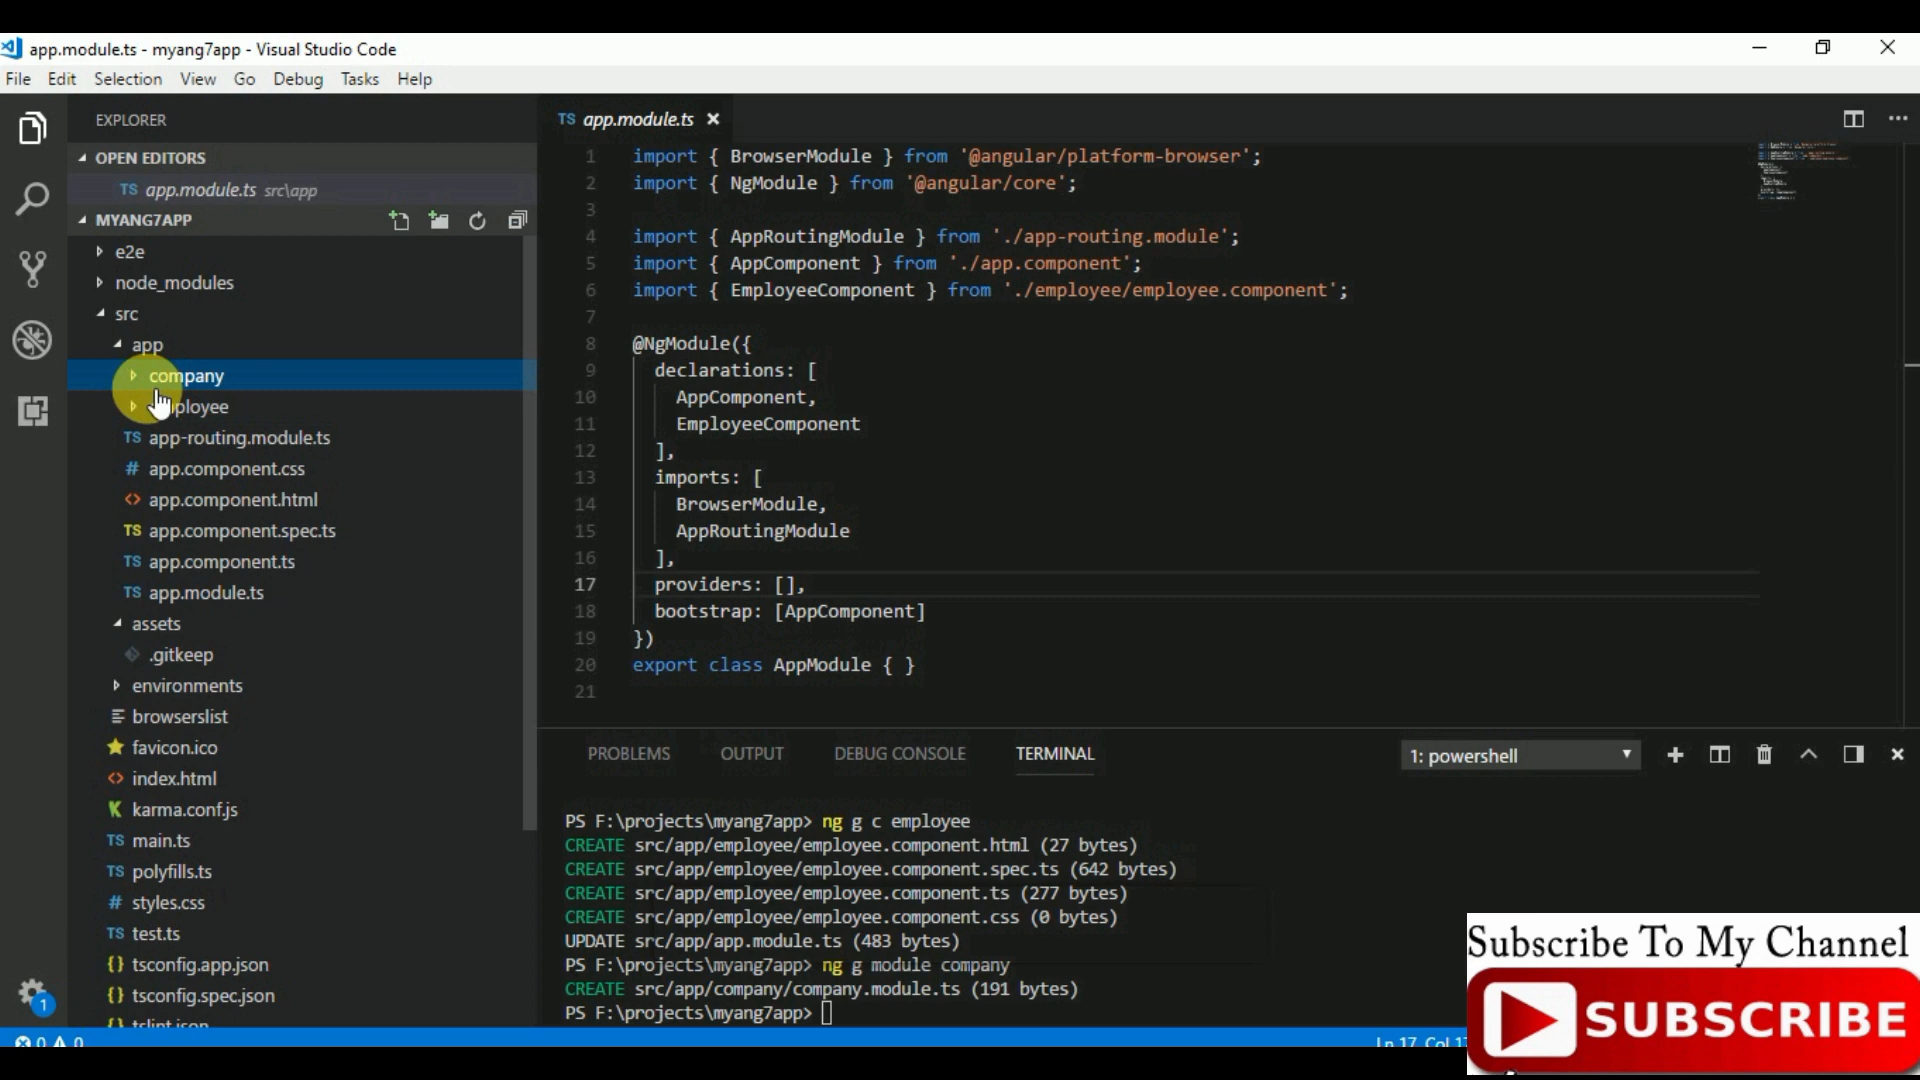 app.module.ts - myang7app - Visual Studio Code
File Edit Selection View Go Debug Tasks Help
EXPLORER
OPEN EDITORS
TS app.module.ts src\app
MYANG7APP
e2e
node_modules
src
app
company
ployee
TS app-routing.module.ts
# app.component.css
<> app.component.html
TS app.component.spec.ts
TS app.component.ts
TS app.module.ts
assets
.gitkeep
environments
browserslist
favicon.ico
<> index.html
karma.conf.js
TS main.ts
TS polyfills.ts
# styles.css
TS test.ts
{} tsconfig.app.json
{} tsconfig.spec.json
{} tslint.json
1
TS app.module.ts
1 import { BrowserModule } from '@angular/platform-browser';
2 import { NgModule } from '@angular/core';
3
4 import { AppRoutingModule } from './app-routing.module';
5 import { AppComponent } from './app.component';
6 import { EmployeeComponent } from './employee/employee.component';
7
8 @NgModule({
9 declarations: [
10 AppComponent,
11 EmployeeComponent
12 ],
13 imports: [
14 BrowserModule,
15 AppRoutingModule
16 ],
17 providers: [],
18 bootstrap: [AppComponent]
19 })
20 export class AppModule { }
21
PROBLEMS OUTPUT DEBUG CONSOLE TERMINAL 1: powershell
PS F:\projects\myang7app> ng g c employee
CREATE src/app/employee/employee.component.html (27 bytes)
CREATE src/app/employee/employee.component.spec.ts (642 bytes)
CREATE src/app/employee/employee.component.ts (277 bytes)
CREATE src/app/employee/employee.component.css (0 bytes)
UPDATE src/app/app.module.ts (483 bytes)
PS F:\projects\myang7app> ng g module company
CREATE src/app/company/company.module.ts (191 bytes)
PS F:\projects\myang7app>
0 0
Ln 17, Col 1
Subscribe To My Channel
SUBSCRIBE